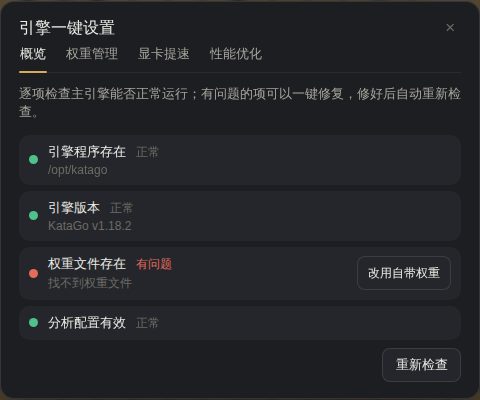 引擎一键设置 ×
概览 权重管理 显卡提速 性能优化
逐项检查主引擎能否正常运行；有问题的项可以一键修复，修好后自动重新检
查。
引擎程序存在 正常
/opt/katago
引擎版本 正常
KataGo v1.18.2
权重文件存在 有问题
找不到权重文件
改用自带权重
分析配置有效 正常
重新检查